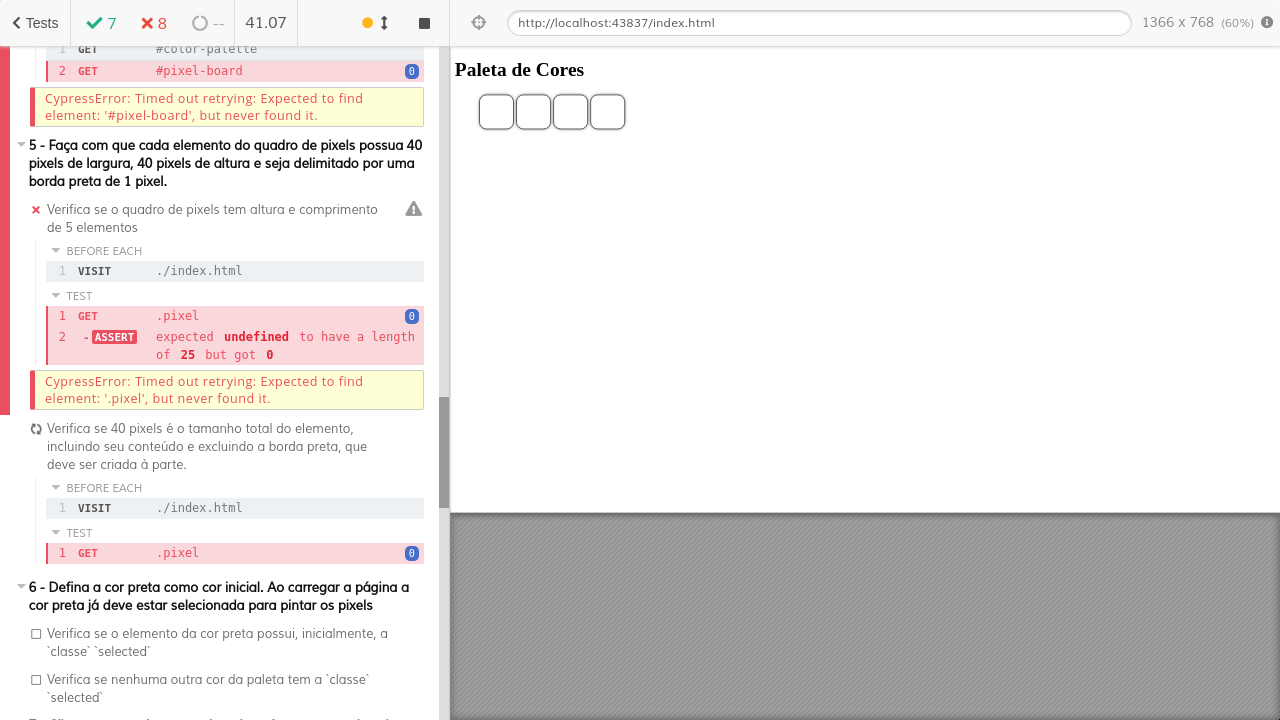 Tests
7
8
--
41.07
http://localhost:43837/index.html
1366 x 768 (60%)
1 GET #color-palette
2 GET #pixel-board 0
CypressError: Timed out retrying: Expected to find
element: '#pixel-board', but never found it.
5 - Faça com que cada elemento do quadro de pixels possua 40
pixels de largura, 40 pixels de altura e seja delimitado por uma
borda preta de 1 pixel.
Verifica se o quadro de pixels tem altura e comprimento
de 5 elementos
BEFORE EACH
1 VISIT ./index.html
TEST
1 GET .pixel 0
2 -ASSERT expected undefined to have a length
of 25 but got 0
CypressError: Timed out retrying: Expected to find
element: '.pixel', but never found it.
Verifica se 40 pixels é o tamanho total do elemento,
incluindo seu conteúdo e excluindo a borda preta, que
deve ser criada à parte.
BEFORE EACH
1 VISIT ./index.html
TEST
1 GET .pixel 0
6 - Defina a cor preta como cor inicial. Ao carregar a página a
cor preta já deve estar selecionada para pintar os pixels
Verifica se o elemento da cor preta possui, inicialmente, a
`classe` `selected`
Verifica se nenhuma outra cor da paleta tem a `classe`
`selected`
Paleta de Cores